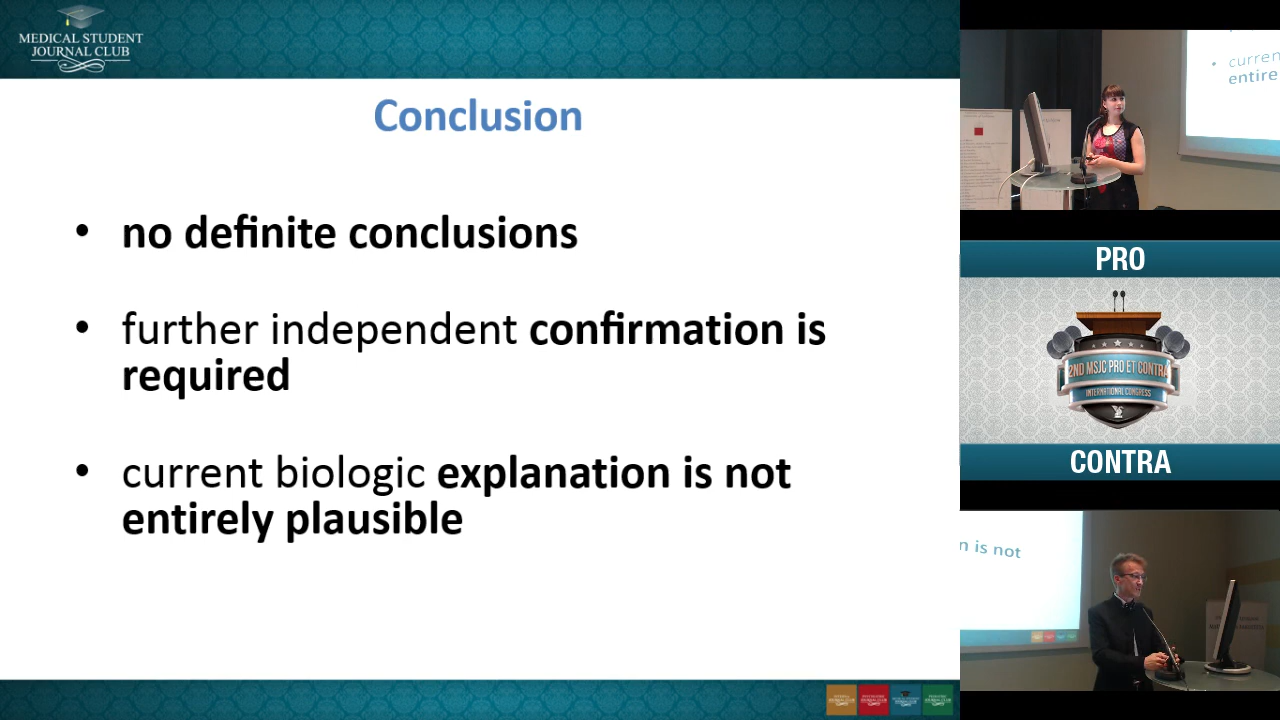 MEDICAL STUDENT
JOURNAL CLUB
Conclusion
• no definite conclusions
• further independent confirmation is
required
• current biologic explanation is not
entirely plausible
• curren
entire
PRO
2ND MSJC PRO ET CONTRA
INTERNATIONAL CONGRESS
CONTRA
n is not